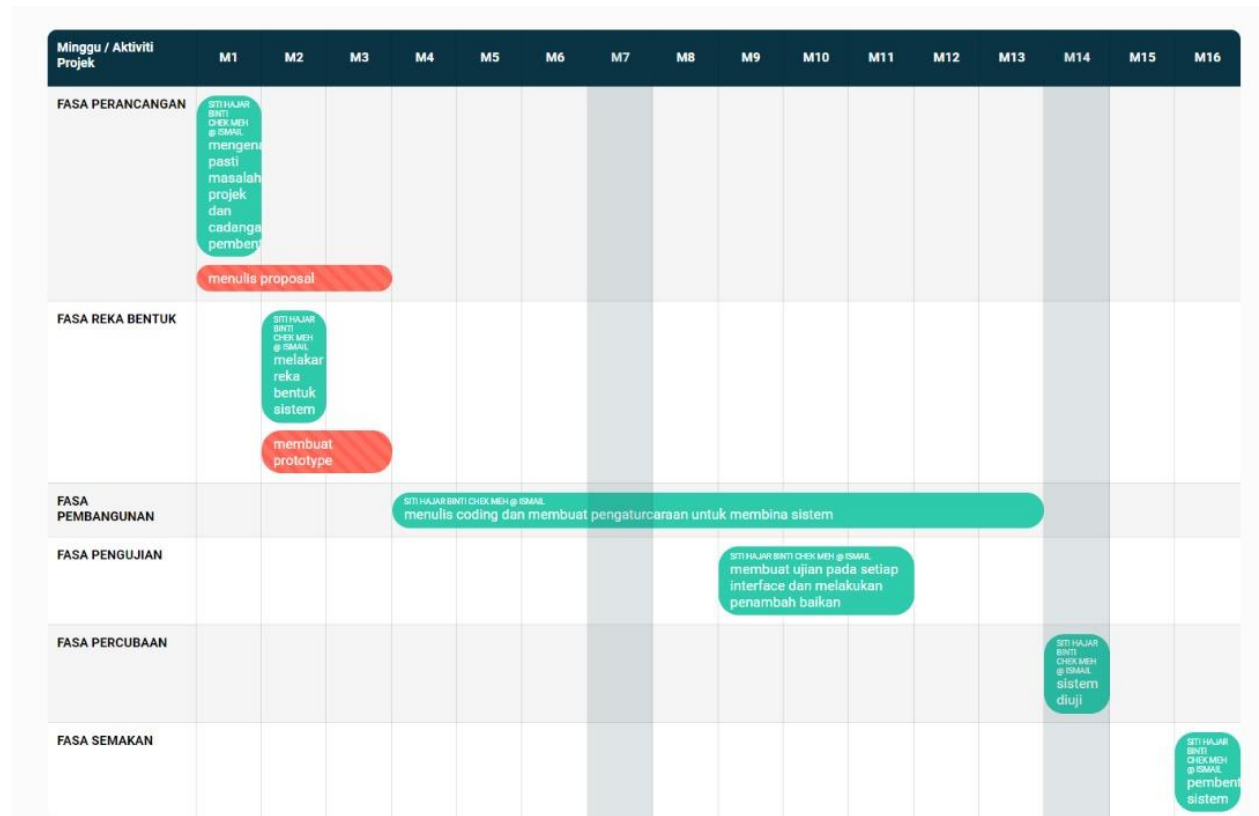 Minggu / Aktiviti
Projek
M1 M2 M3 M4 M5 M6 M7 M8 M9 M10 M11 M12 M13 M14 M15 M16
FASA PERANCANGAN
SITI HAJAR
BINTI
CHEK MEH
@ ISMAIL
mengena
pasti
masalah
projek
dan
cadanga
pembent
menulis proposal
FASA REKA BENTUK
SITI HAJAR
BINTI
CHEK MEH
@ ISMAIL
melakar
reka
bentuk
sistem
membuat
prototype
FASA
PEMBANGUNAN
SITI HAJAR BINTI CHEK MEH @ ISMAIL
menulis coding dan membuat pengaturcaraan untuk membina sistem
FASA PENGUJIAN
SITI HAJAR BINTI CHEK MEH @ ISMAIL
membuat ujian pada setiap
interface dan melakukan
penambah baikan
FASA PERCUBAAN
SITI HAJAR
BINTI
CHEK MEH
@ ISMAIL
sistem
diuji
FASA SEMAKAN
SITI HAJAR
BINTI
CHEK MEH
@ ISMAIL
pembent
sistem